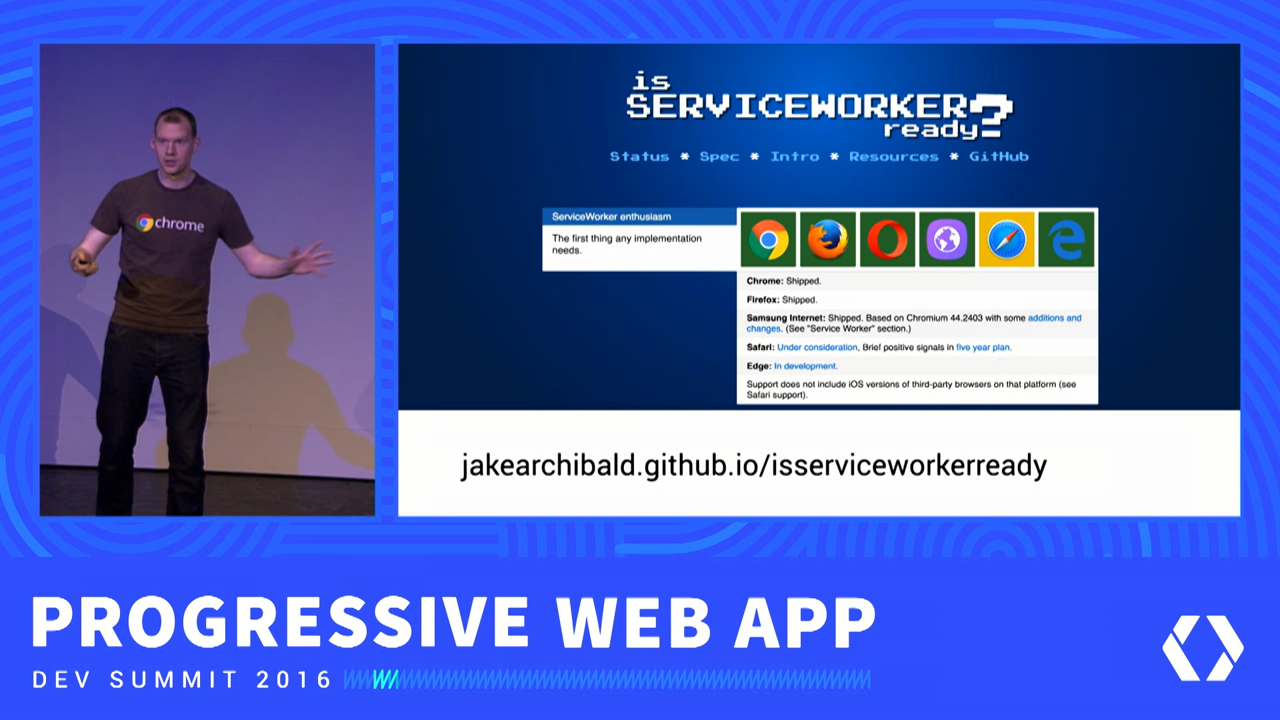 chrome
is
SERVICEWORKER
ready?
Status * Spec * Intro * Resources * GitHub
ServiceWorker enthusiasm
The first thing any implementation
needs.
Chrome: Shipped.
Firefox: Shipped.
Samsung Internet: Shipped. Based on Chromium 44.2403 with some additions and
changes. (See "Service Worker" section.)
Safari: Under consideration, Brief positive signals in five year plan.
Edge: In development.
Support does not include iOS versions of third-party browsers on that platform (see
Safari support).
jakearchibald.github.io/isserviceworkerready
PROGRESSIVE WEB APP
DEV SUMMIT 2016